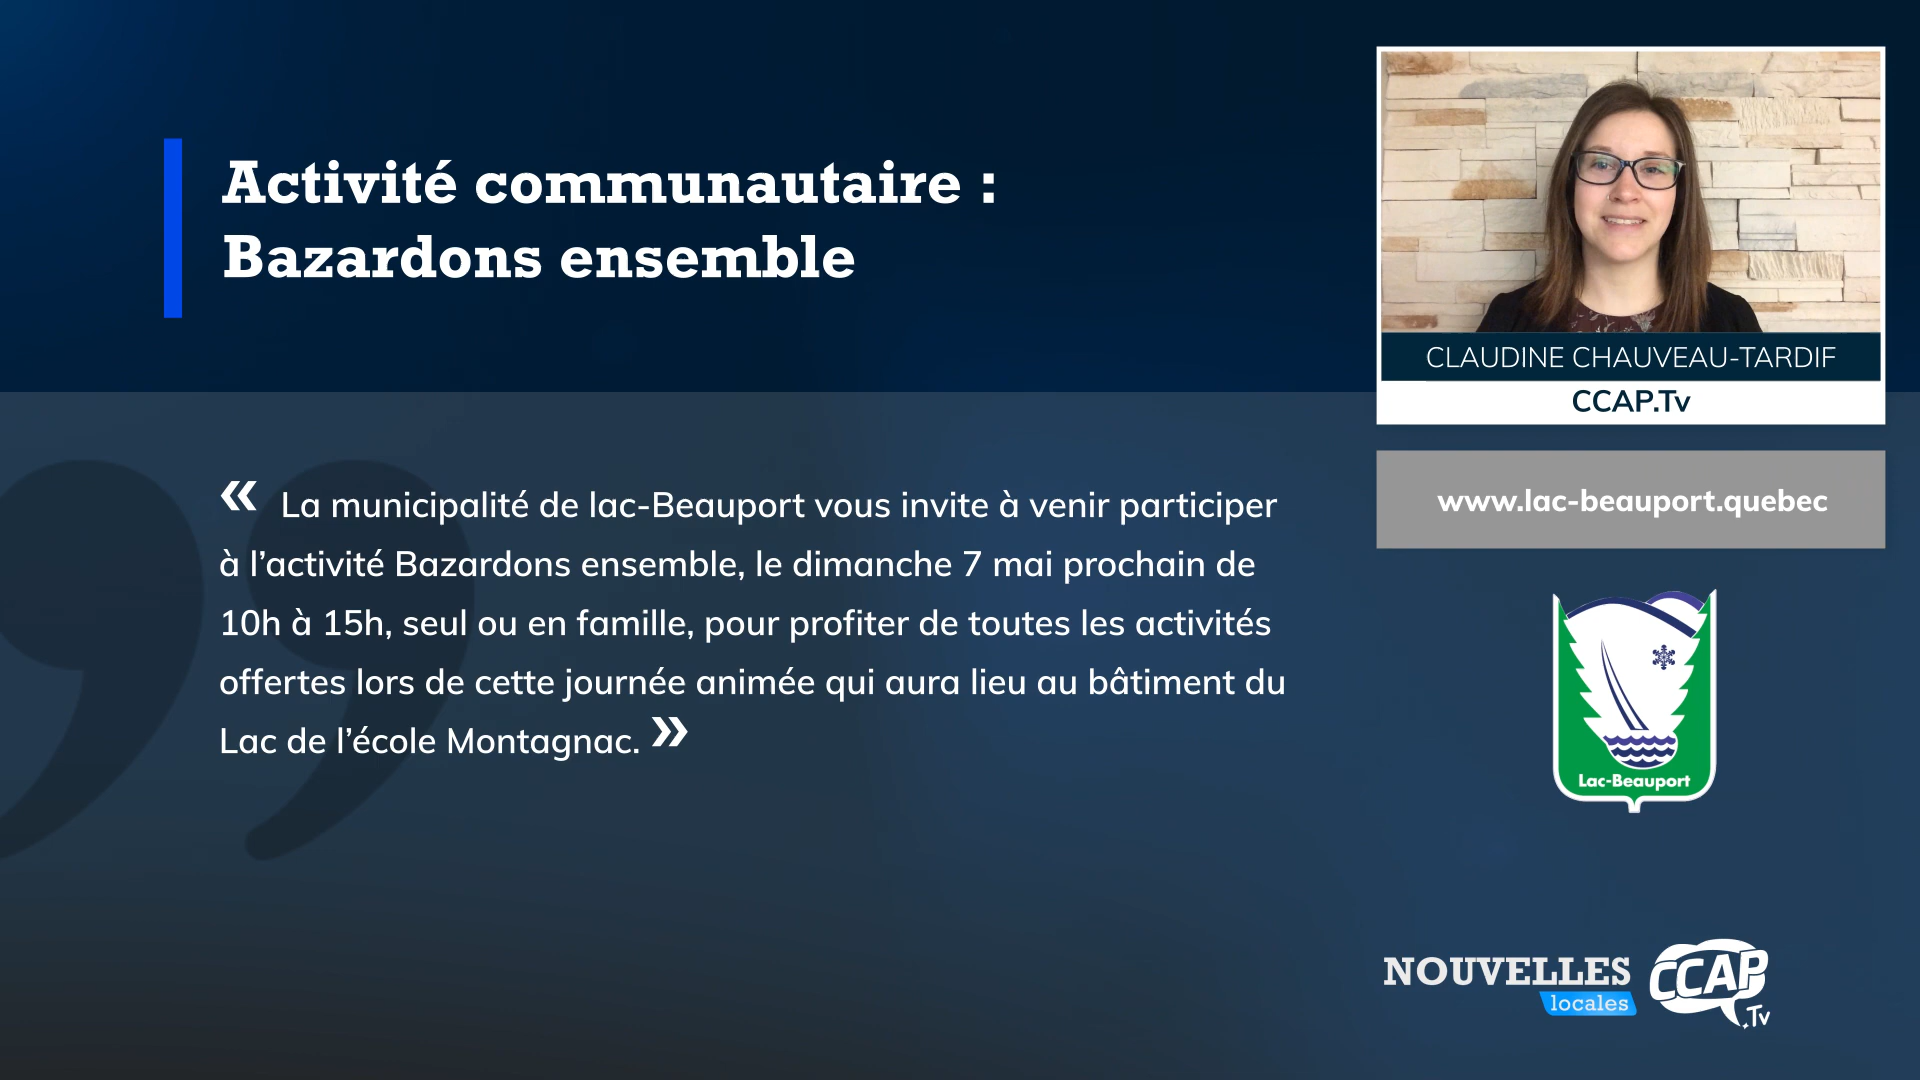 Activité communautaire :
Bazardons ensemble
« La municipalité de lac-Beauport vous invite à venir participer
à l’activité Bazardons ensemble, le dimanche 7 mai prochain de
10h à 15h, seul ou en famille, pour profiter de toutes les activités
offertes lors de cette journée animée qui aura lieu au bâtiment du
Lac de l’école Montagnac. »
CLAUDINE CHAUVEAU-TARDIF
CCAP.Tv
www.lac-beauport.quebec
Lac-Beauport
NOUVELLES
locales
CCAP
.Tv